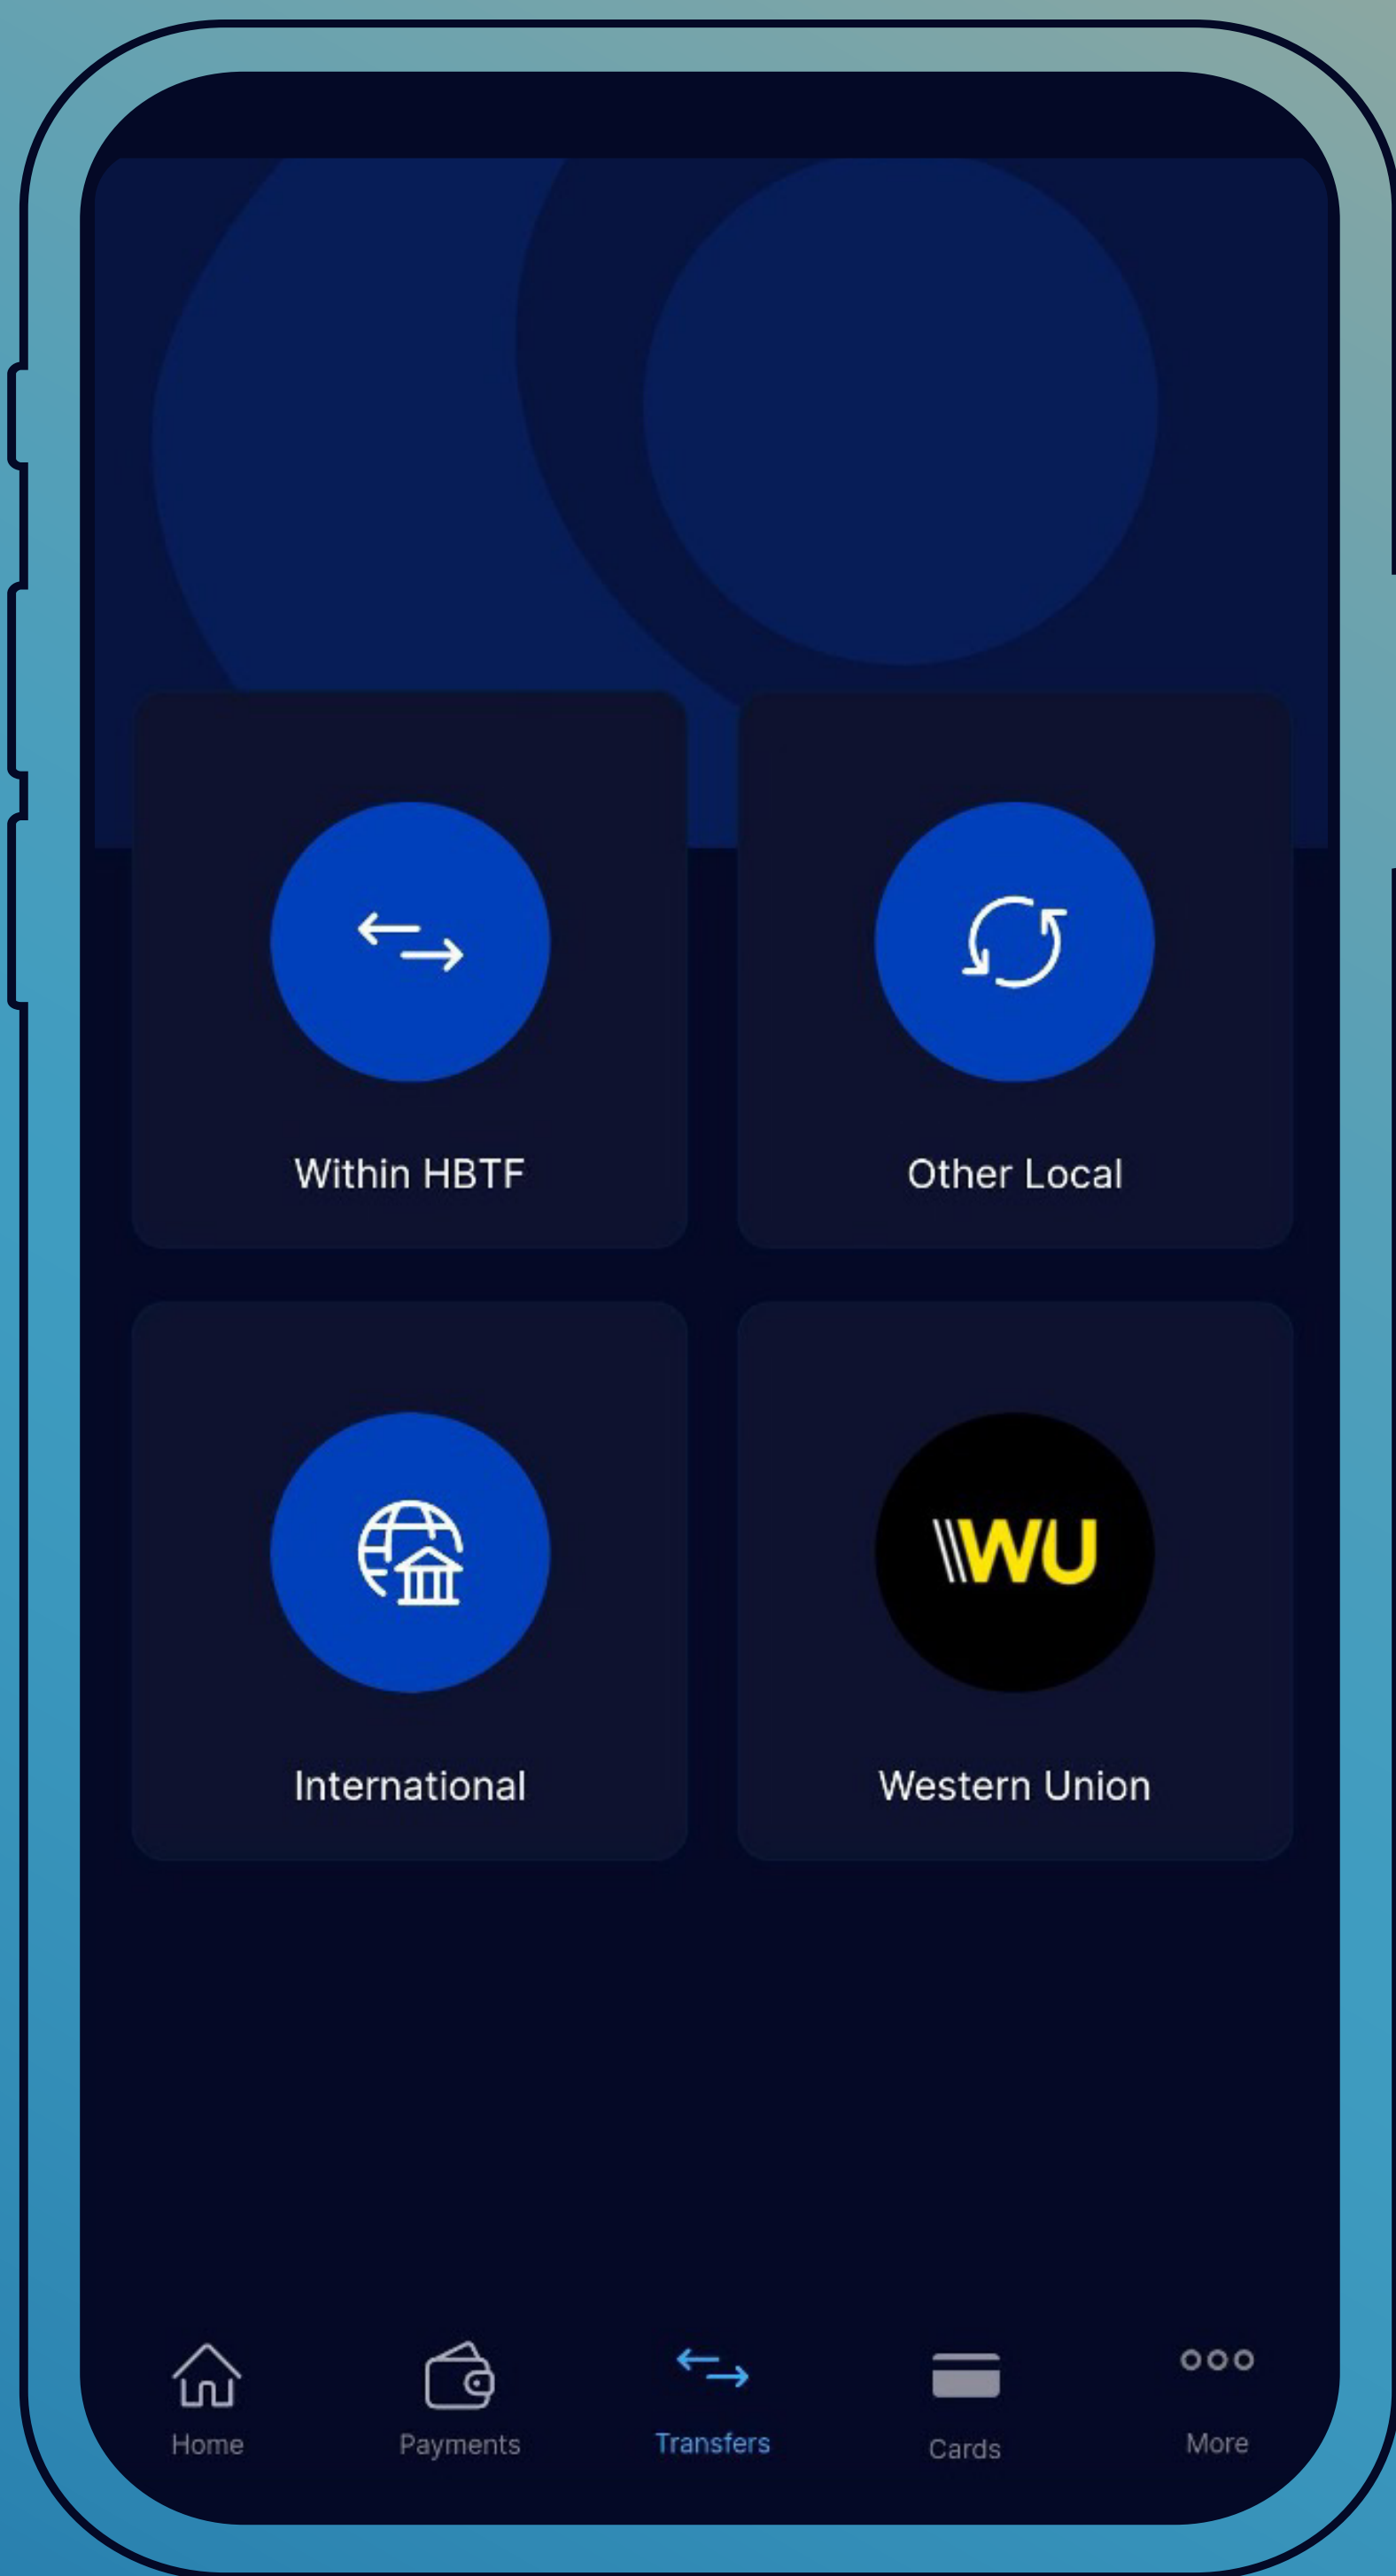 Within HBTF
Other Local
WU
International
Western Union
Home
Payments
Transfers
Cards
More